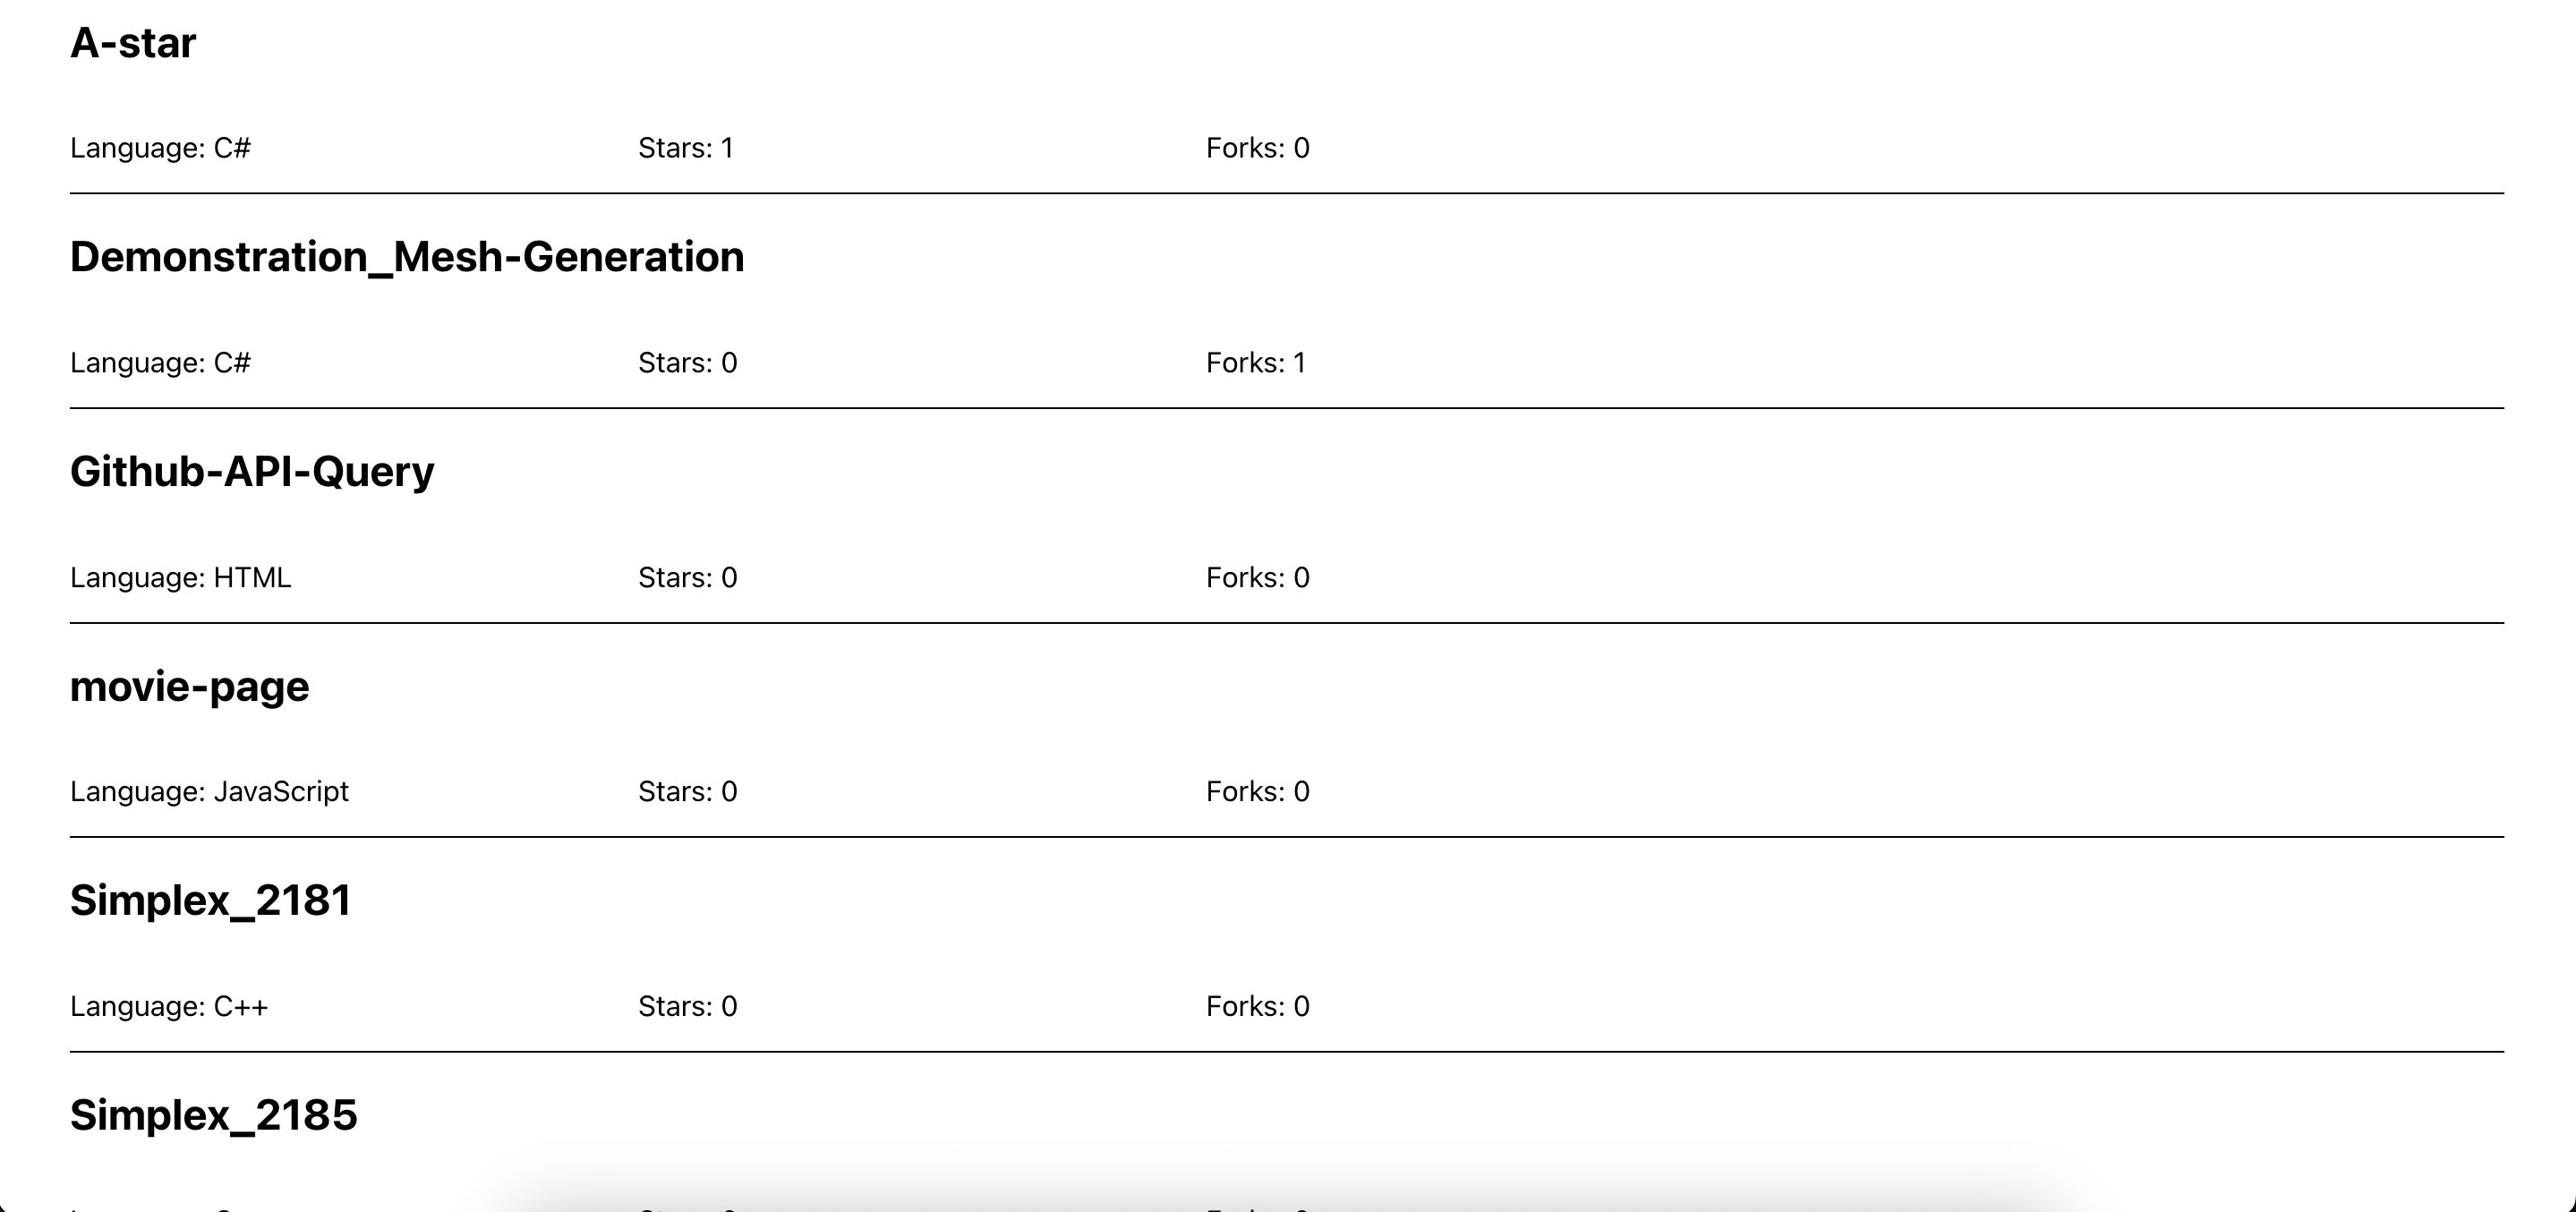 A-star
Language: C# Stars: 1 Forks: 0
Demonstration_Mesh-Generation
Language: C# Stars: 0 Forks: 1
Github-API-Query
Language: HTML Stars: 0 Forks: 0
movie-page
Language: JavaScript Stars: 0 Forks: 0
Simplex_2181
Language: C++ Stars: 0 Forks: 0
Simplex_2185